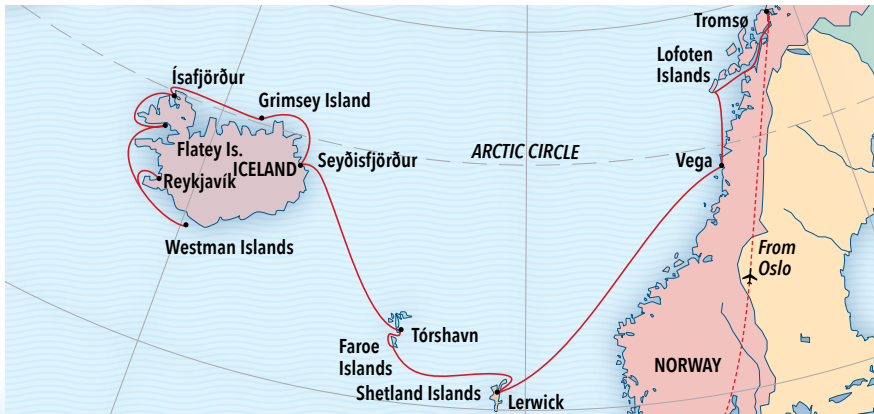 Tromsø
Lofoten
Islands
Ísafjörður
Grimsey Island
Flatey Is.
ICELAND
Seyðisfjörður
ARCTIC CIRCLE
Vega
Reykjavík
Westman Islands
From
Oslo
Tórshavn
Faroe
Islands
NORWAY
Shetland Islands
Lerwick